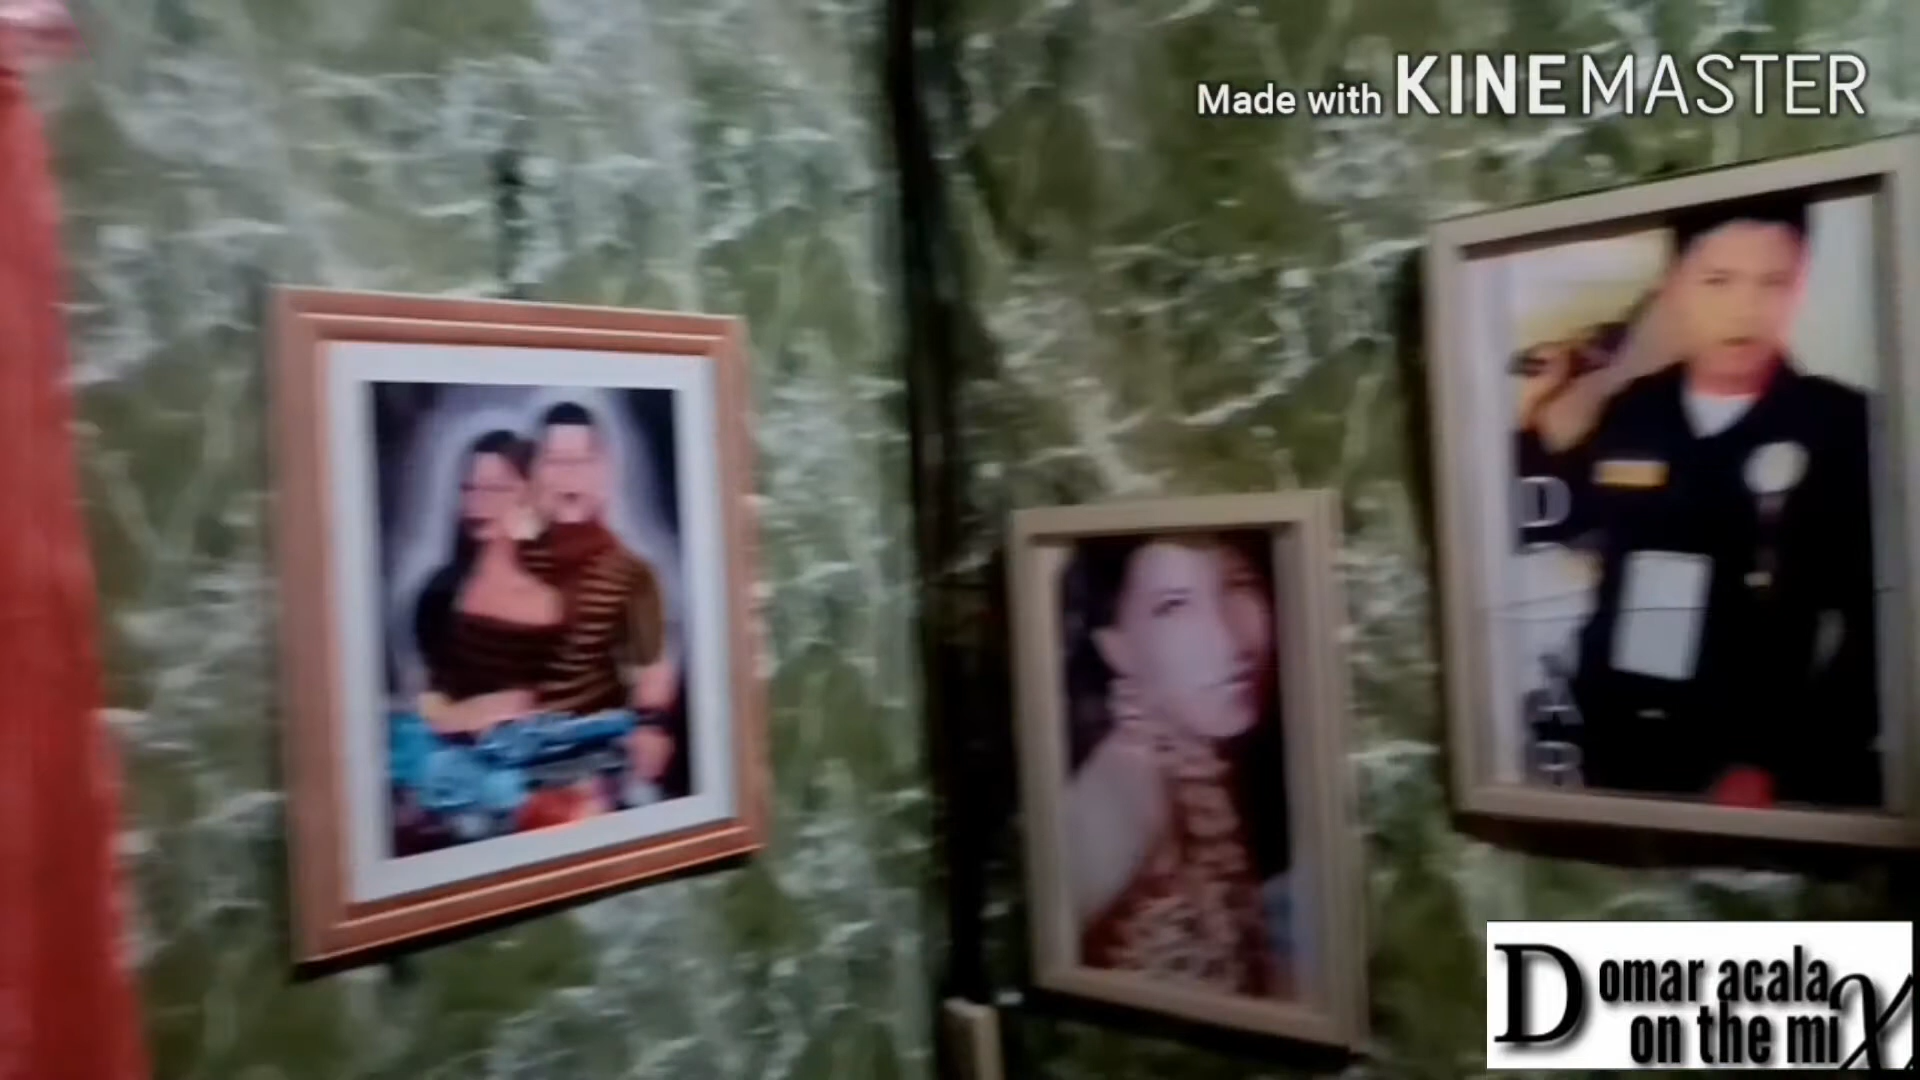 Made with KINEMASTER
D
A
R
Domar acala
on the mix